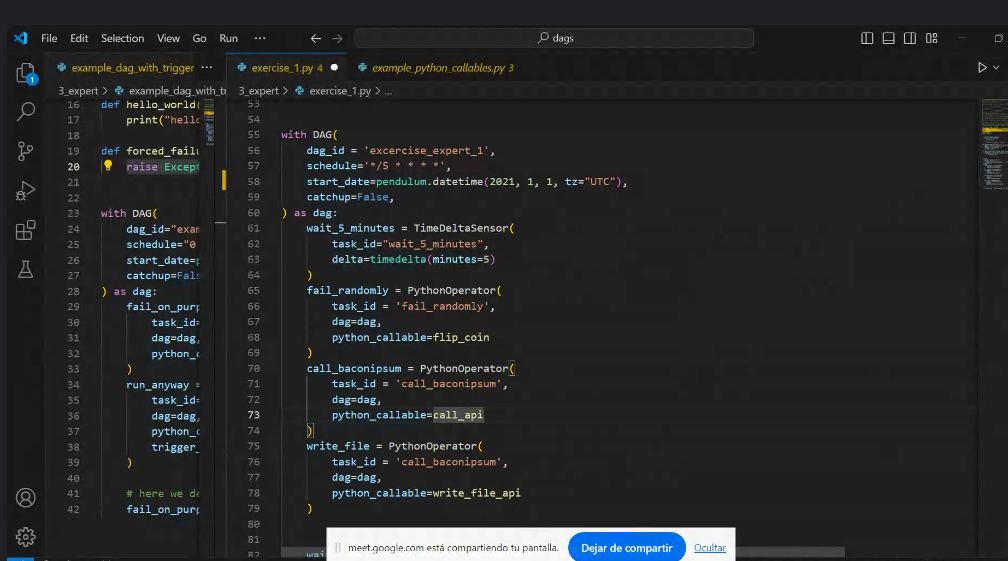 File Edit Selection View Go Run ··· dags
1
example_dag_with_trigger ···
3_expert > example_dag_with_tr
16 def hello_world(
17 print("hello
18
19 def forced_failu
20 raise Except
21
22
23 with DAG(
24 dag_id="exam
25 schedule="0
26 start_date=p
27 catchup=Fals
28 ) as dag:
29 fail_on_purp
30 task_id=
31 dag=dag,
32 python_c
33 )
34 run_anyway =
35 task_id=
36 dag=dag,
37 python_c
38 trigger_
39 )
40
41 # here we de
42 fail_on_purp
exercise_1.py 4 ● example_python_callables.py 3
3_expert > exercise_1.py > ...
53
54
55 with DAG(
56 dag_id = 'excercise_expert_1',
57 schedule='*/5 * * * *',
58 start_date=pendulum.datetime(2021, 1, 1, tz="UTC"),
59 catchup=False,
60 ) as dag:
61 wait_5_minutes = TimeDeltaSensor(
62 task_id="wait_5_minutes",
63 delta=timedelta(minutes=5)
64 )
65 fail_randomly = PythonOperator(
66 task_id = 'fail_randomly',
67 dag=dag,
68 python_callable=flip_coin
69 )
70 call_baconipsum = PythonOperator(
71 task_id = 'call_baconipsum',
72 dag=dag,
73 python_callable=call_api
74 )
75 write_file = PythonOperator(
76 task_id = 'call_baconipsum',
77 dag=dag,
78 python_callable=write_file_api
79 )
80
81
82
meet.google.com está compartiendo tu pantalla. Dejar de compartir Ocultar